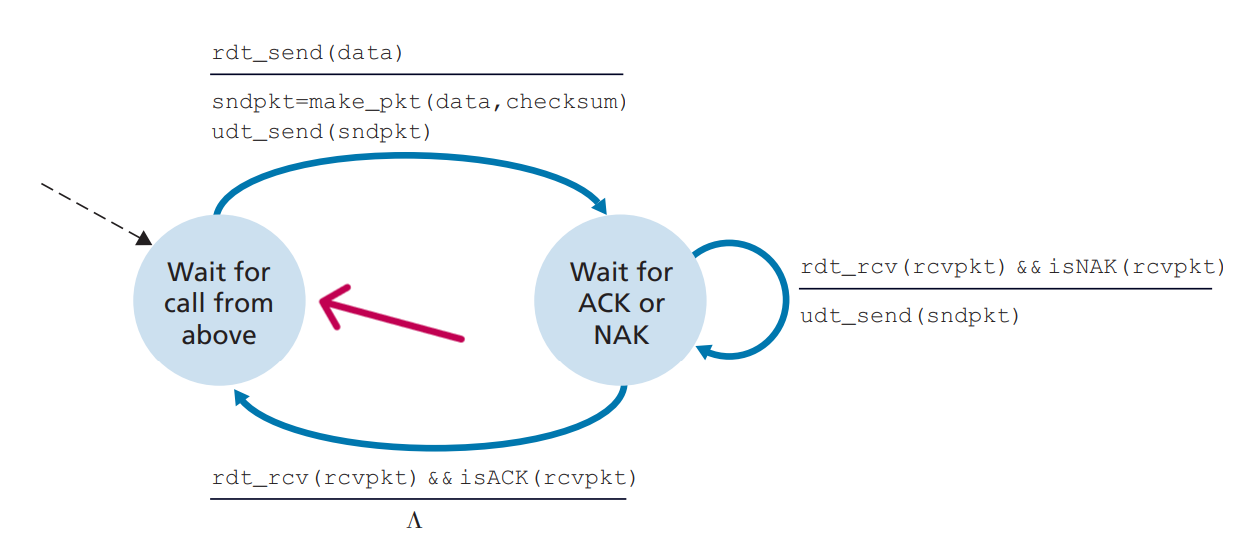 rdt_send(data)
sndpkt=make_pkt(data,checksum)
udt_send(sndpkt)
Wait for
call from
above
Wait for
ACK or
NAK
rdt_rcv(rcvpkt) && isNAK(rcvpkt)
udt_send(sndpkt)
rdt_rcv(rcvpkt) && isACK(rcvpkt)
Λ